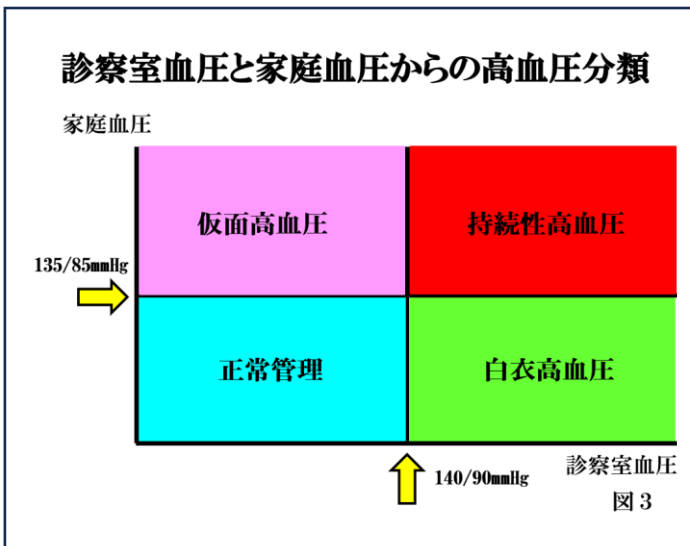 診察室血圧と家庭血圧からの高血圧分類
家庭血圧
仮面高血圧
持続性高血圧
135/85mmHg
正常管理
白衣高血圧
診察室血圧
140/90mmHg
図3